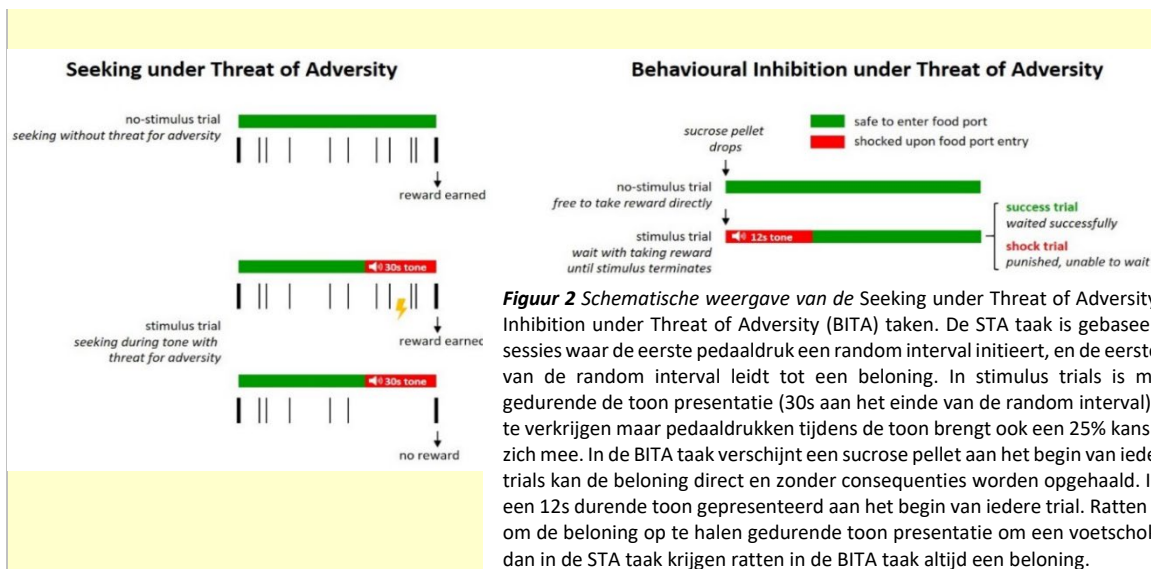 Seeking under Threat of Adversity
no-stimulus trial
seeking without threat for adversity
reward earned
30s tone
stimulus trial
seeking during tone with
threat for adversity
reward earned
30s tone
no reward
Behavioural Inhibition under Threat of Adversity
sucrose pellet
drops
safe to enter food port
shocked upon food port entry
no-stimulus trial
free to take reward directly
stimulus trial
wait with taking reward
until stimulus terminates
12s tone
success trial
waited successfully
shock trial
punished, unable to wait
Figuur 2 Schematische weergave van de Seeking under Threat of Adversity
Inhibition under Threat of Adversity (BITA) taken. De STA taak is gebaseer
sessies waar de eerste pedaaldruk een random interval initieert, en de eerste
van de random interval leidt tot een beloning. In stimulus trials is m
gedurende de toon presentatie (30s aan het einde van de random interval)
te verkrijgen maar pedaaldrukken tijdens de toon brengt ook een 25% kans
zich mee. In de BITA taak verschijnt een sucrose pellet aan het begin van iede
trials kan de beloning direct en zonder consequenties worden opgehaald. I
een 12s durende toon gepresenteerd aan het begin van iedere trial. Ratten
om de beloning op te halen gedurende toon presentatie om een voetschok
dan in de STA taak krijgen ratten in de BITA taak altijd een beloning.